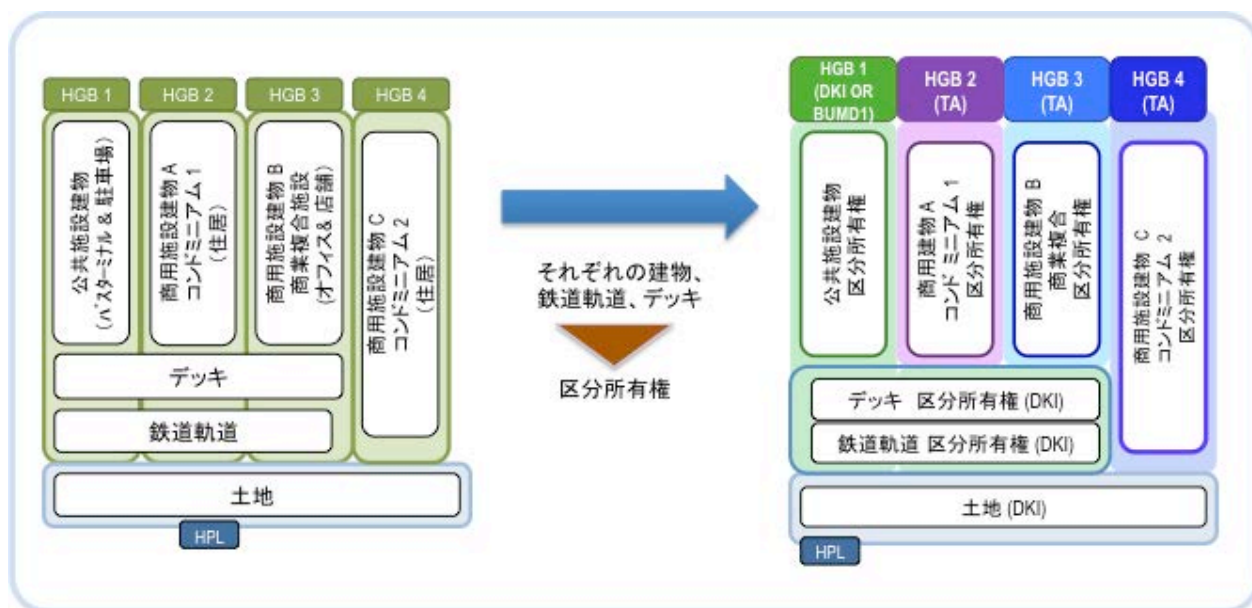 HGB 1
HGB 2
HGB 3
HGB 4
公共施設建物
(バスターミナル & 駐車場)
商用施設建物 A
コンドミニアム 1
(住居)
商用施設建物 B
商業複合施設
(オフィス& 店舗)
商用施設建物 C
コンドミニアム 2
(住居)
デッキ
鉄道軌道
土地
HPL
それぞれの建物、
鉄道軌道、デッキ
区分所有権
HGB 1
(DKI OR
BUMD1)
HGB 2
(TA)
HGB 3
(TA)
HGB 4
(TA)
公共施設建物
区分所有権
商用建物 A
コンド ミニアム 1
区分所有権
商用施設建物 B
商業複合
区分所有権
商用施設建物 C
コンドミニアム 2
区分所有権
デッキ 区分所有権 (DKI)
鉄道軌道 区分所有権 (DKI)
土地 (DKI)
HPL